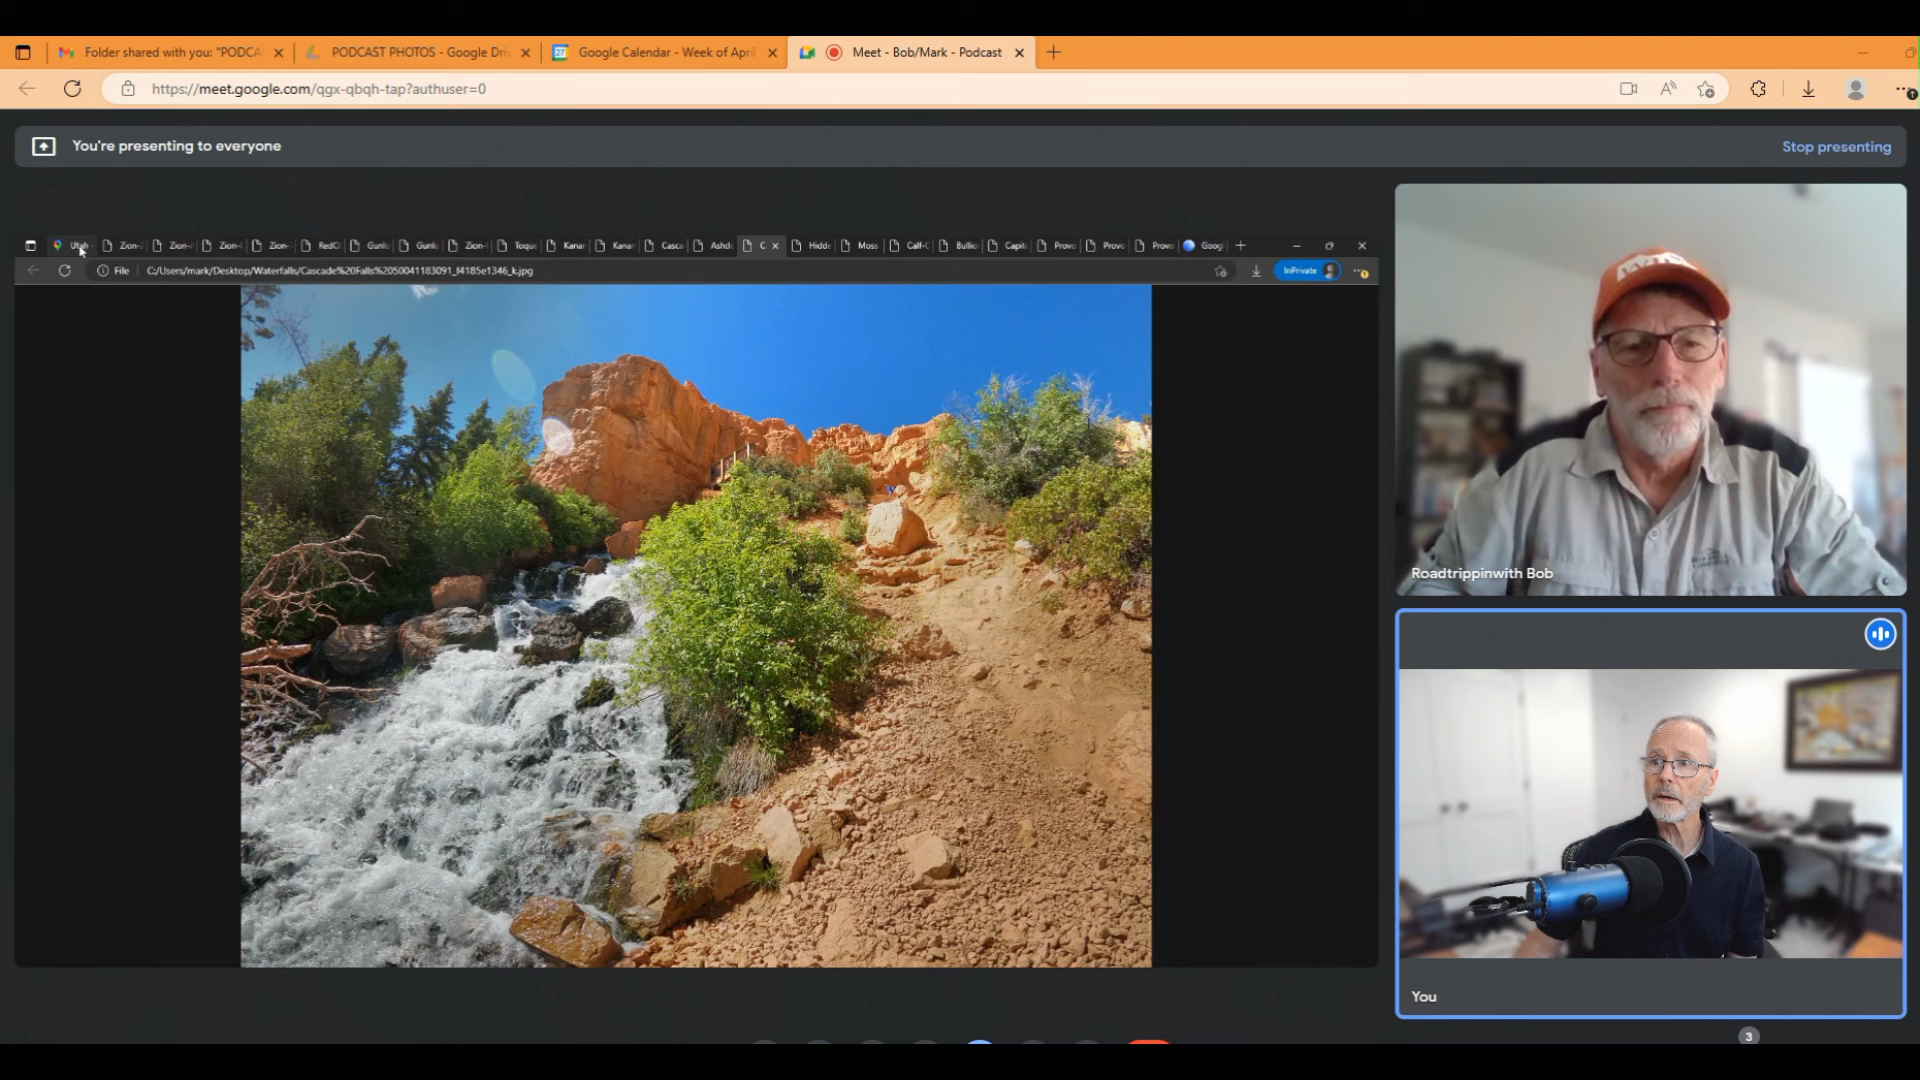 Folder shared with you: "PODCA
PODCAST PHOTOS - Google Dri
Google Calendar - Week of April
Meet - Bob/Mark - Podcast
https://meet.google.com/qgx-qbqh-tap?authuser=0
You're presenting to everyone
Stop presenting
Utah Zion- Zion- Zion- Zion- RedC Gunlo Gunlo Zion- Toque Kanar Kanar Casca Ashd C Hidde Moss Calf-C Bullio Capit Provo Provo Provo Goog
File C:/Users/mark/Desktop/Waterfalls/Cascade%20Falls%2050041183091_f4185e1346_k.jpg
InPrivate
Roadtrippinwith Bob
You
3